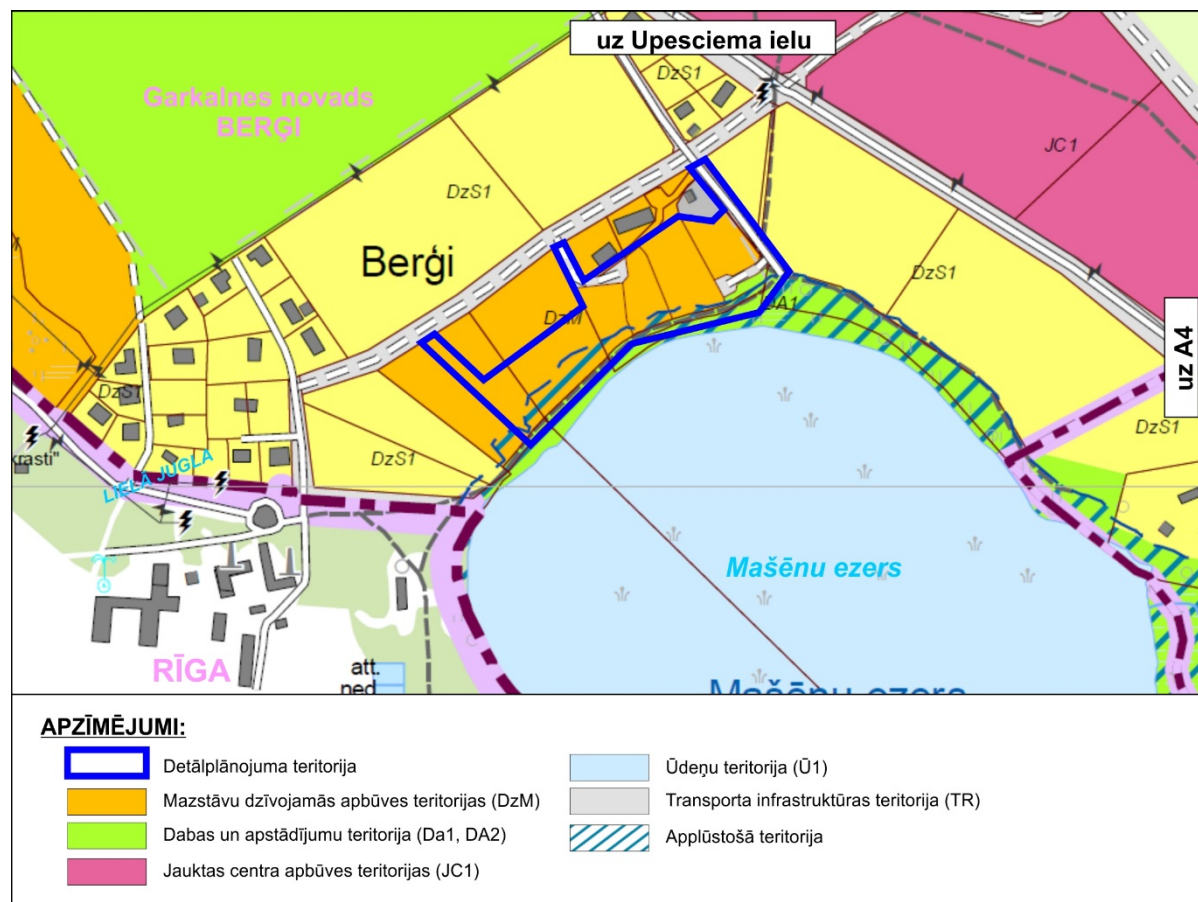 uz Upesciema ielu
DzS1
Garkalnes novads
BERĢI
JC1
DzS1
Berģi
DzS1
DA1
DzM
uz A4
DzS1
DzS1
krasti"
LIELĀ JUGLA
DzS1
Mašēnu ezers
RĪGA
att.
ned
Mašēnu ezers
APZĪMĒJUMI:
Detālplānojuma teritorija
Mazstāvu dzīvojamās apbūves teritorijas (DzM)
Dabas un apstādījumu teritorija (Da1, DA2)
Jauktas centra apbūves teritorijas (JC1)
Ūdeņu teritorija (Ū1)
Transporta infrastruktūras teritorija (TR)
Applūstošā teritorija